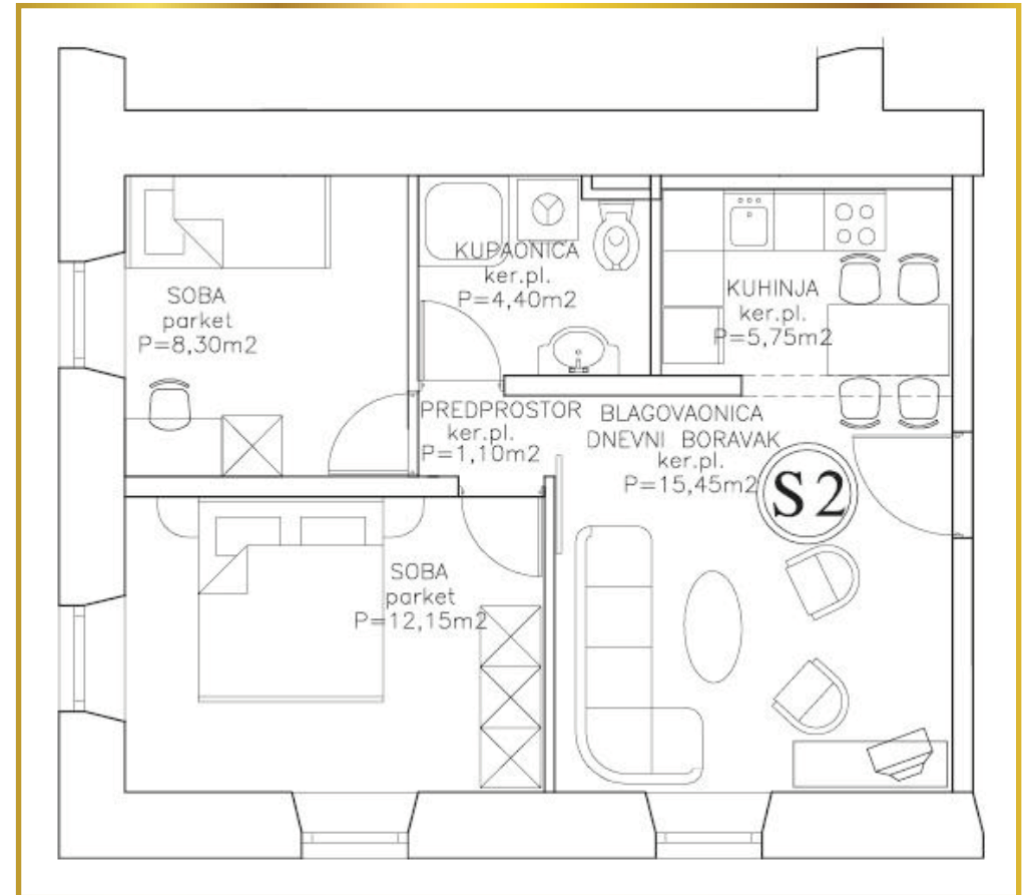 KUPAONICA
ker.pl.
P=4,40m2
SOBA
parket
P=8,30m2
KUHINJA
ker.pl.
P=5,75m2
PREDPROSTOR
ker.pl.
P=1,10m2
BLAGOVAONICA
DNEVNI BORAVAK
ker.pl.
P=15,45m2
S2
SOBA
parket
P=12,15m2